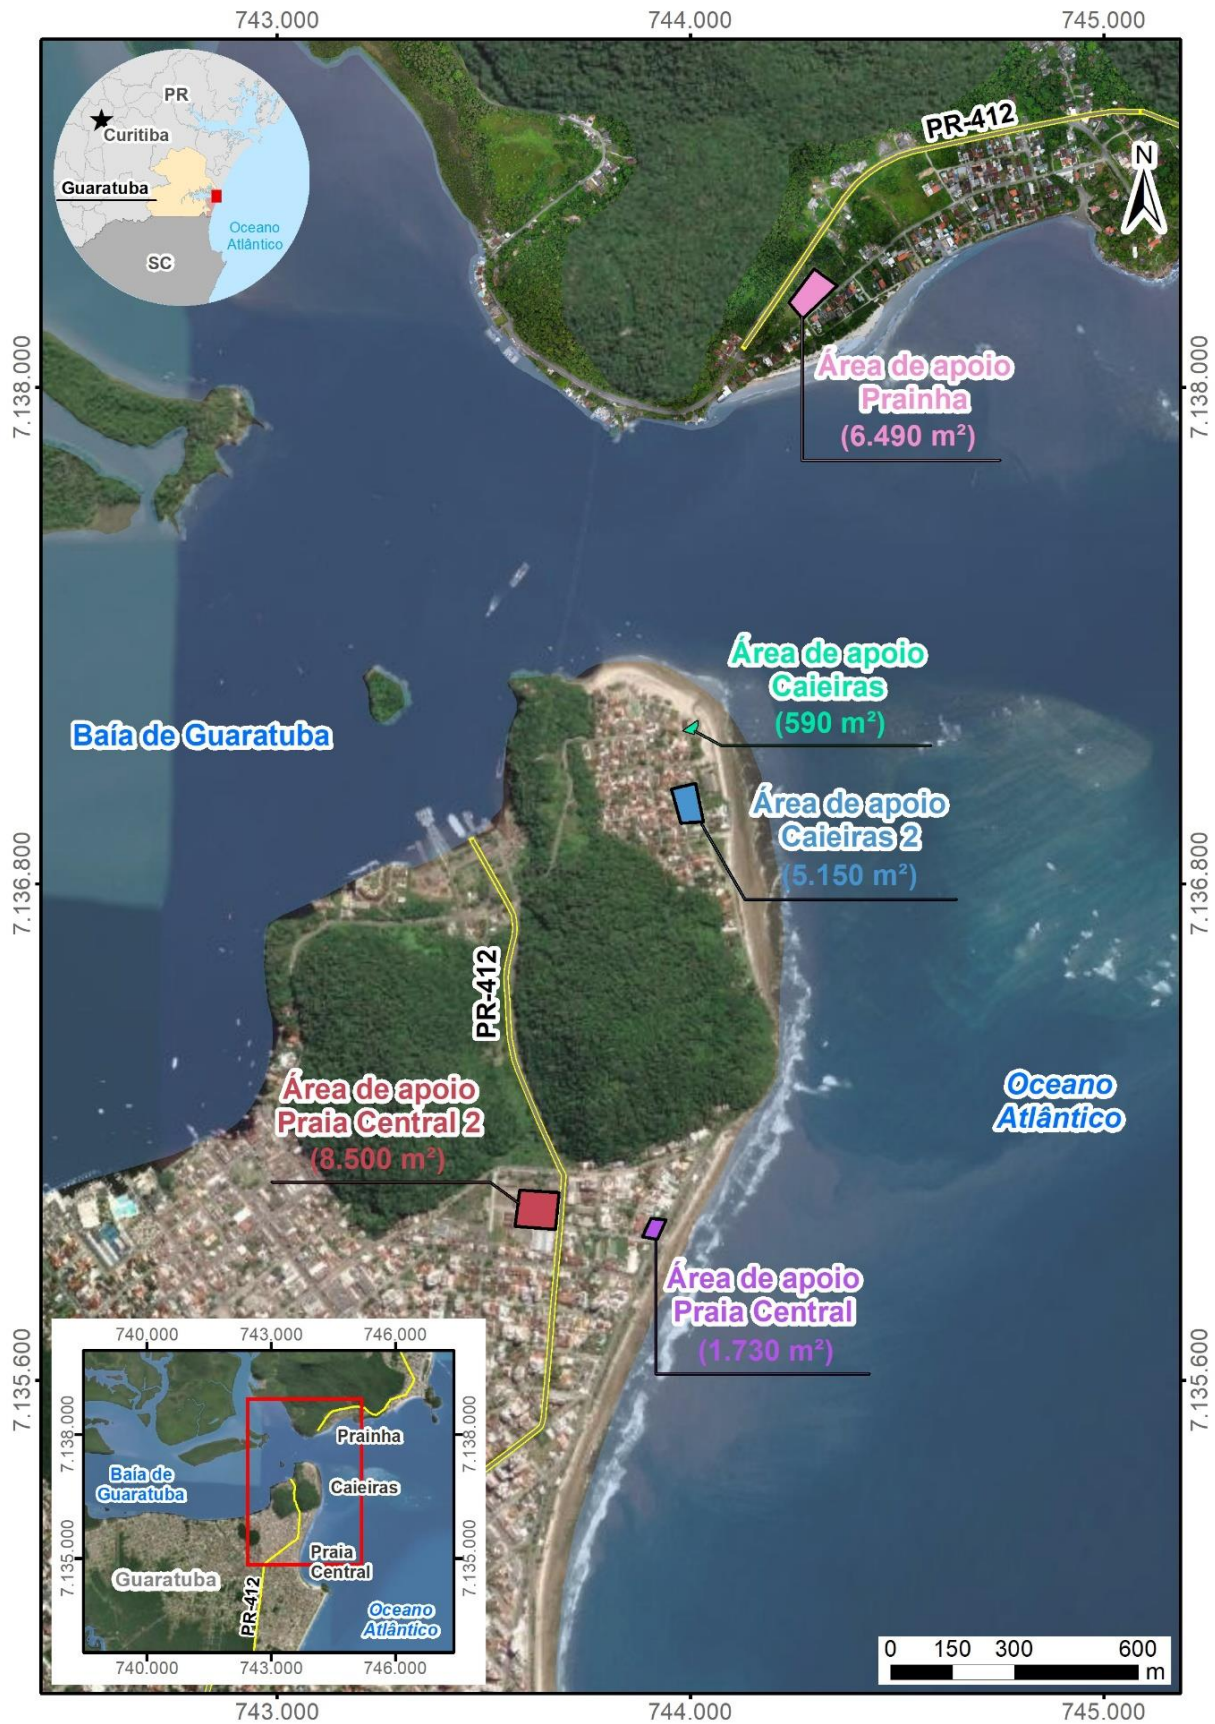 743.000
744.000
745.000
PR
Curitiba
Guaratuba
Oceano
Atlântico
SC
PR-412
N
7.138.000
7.138.000
Área de apoio
Prainha
(6.490 m²)
Área de apoio
Caieiras
(590 m²)
Baía de Guaratuba
Área de apoio
Caieiras 2
(5.150 m²)
7.136.800
7.136.800
PR-412
Oceano
Atlântico
Área de apoio
Praia Central 2
(8.500 m²)
Área de apoio
Praia Central
(1.730 m²)
7.135.600
7.135.600
740.000
743.000
746.000
7.138.000
7.138.000
Prainha
Baía de
Guaratuba
Caieiras
7.135.000
7.135.000
Praia
Central
Guaratuba
PR-412
Oceano
Atlântico
740.000
743.000
746.000
0
150
300
600
m
743.000
744.000
745.000